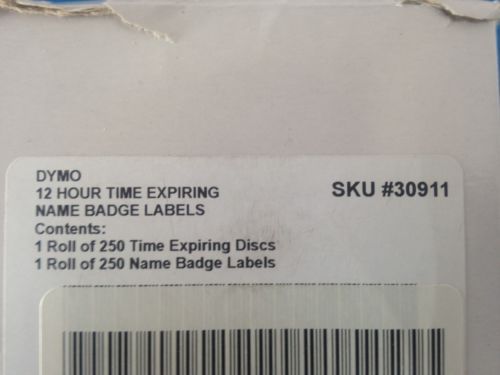 DYMO
12 HOUR TIME EXPIRING
NAME BADGE LABELS
SKU #30911
Contents:
1 Roll of 250 Time Expiring Discs
1 Roll of 250 Name Badge Labels